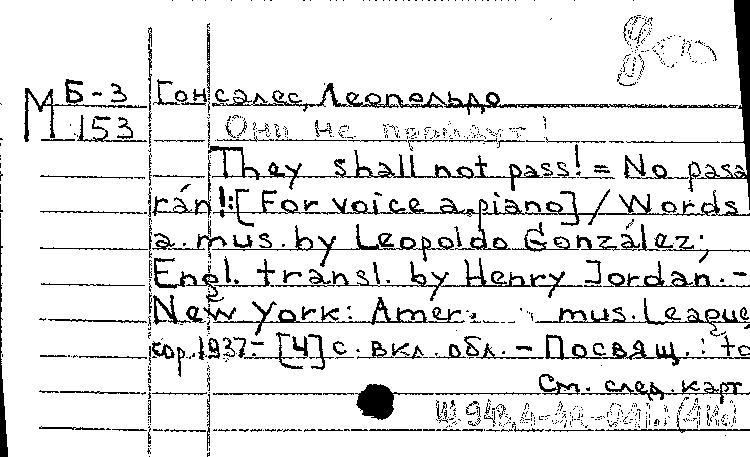 М Б-3 Гонсалес, Леопольдо
153 Они не пройдут!
They shall not pass! = No pasa
rán!: [For voice a. piano] / Words
a. mus. by Leopoldo González;
Engl. transl. by Henry Jordan. -
New York: Amer. mus. League
cop. 1937. - [4] с. вкл. обл. - Посвящ.: to
См. след. карт